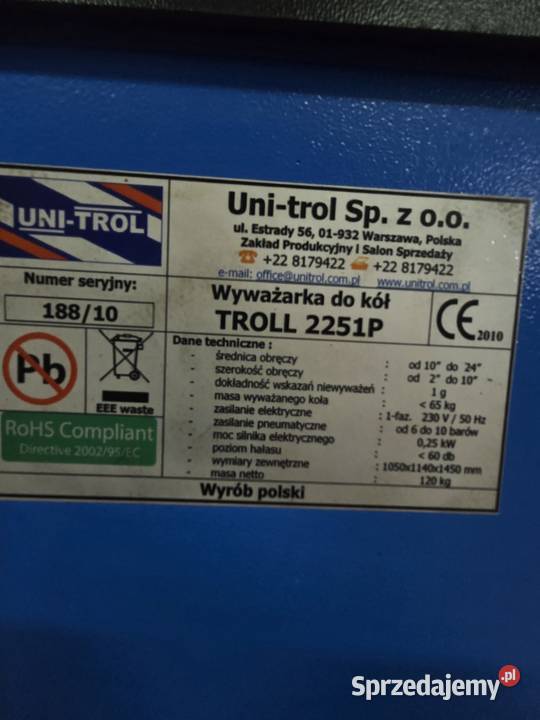 UNI-TROL
Uni-trol Sp. z o.o.
ul. Estrady 56, 01-932 Warszawa, Polska
Zakład Produkcyjny i Salon Sprzedaży
☎ +22 8179422 +22 8179422
e-mail: office@unitrol.com.pl www.unitrol.com.pl
Numer seryjny:
188/10
Wyważarka do kół
TROLL 2251P
CE 2010
Pb
EEE waste
RoHS Compliant
Directive 2002/95/EC
Dane techniczne :
- średnica obręczy : od 10" do 24"
- szerokość obręczy : od 2" do 10"
- dokładność wskazań niewyważeń : 1 g
- masa wyważanego koła : < 65 kg
- zasilanie elektryczne : 1-faz. 230 V / 50 Hz
- zasilanie pneumatyczne : od 6 do 10 barów
- moc silnika elektrycznego : 0,25 kW
- poziom hałasu : < 60 db
- wymiary zewnętrzne : 1050x1140x1450 mm
- masa netto : 120 kg
Wyrób polski
Sprzedajemy.pl